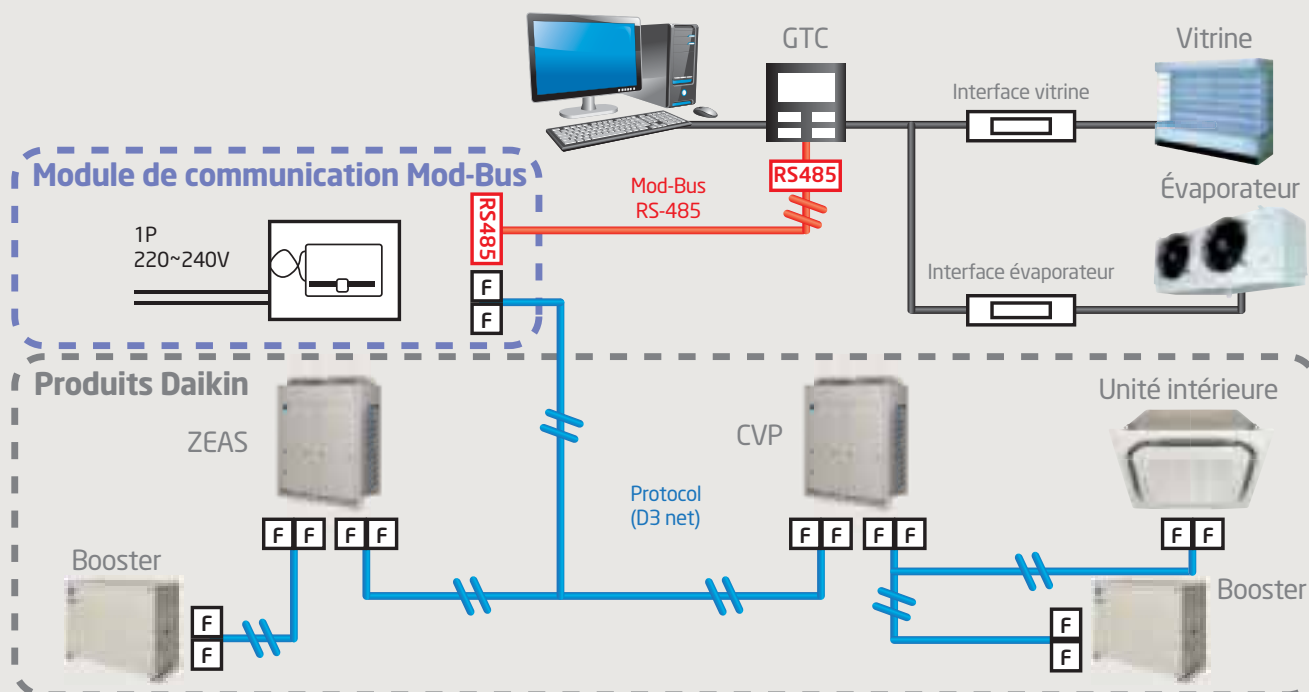 GTC
Vitrine
Interface vitrine
Module de communication Mod-Bus
RS485
Mod-Bus
RS-485
RS485
Évaporateur
1P
220~240V
Interface évaporateur
F
F
Produits Daikin
Unité intérieure
ZEAS
CVP
Protocol
(D3 net)
F F
F F
F F
F F
F F
Booster
Booster
F
F
F
F